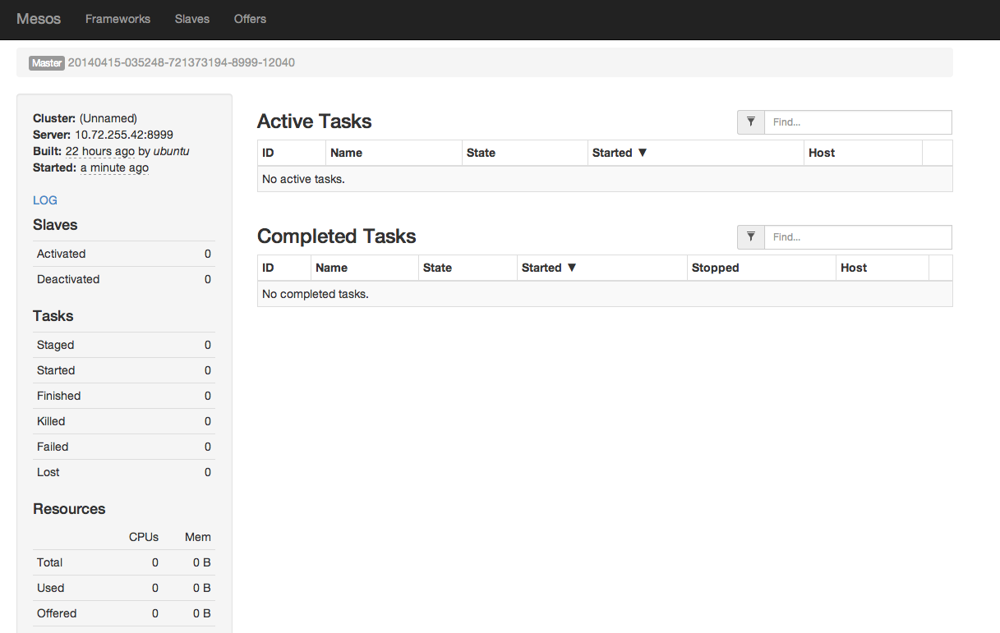 Mesos Frameworks Slaves Offers
Master 20140415-035248-721373194-8999-12040
Cluster: (Unnamed)
Server: 10.72.255.42:8999
Built: 22 hours ago by ubuntu
Started: a minute ago
LOG
Slaves
Activated 0
Deactivated 0
Tasks
Staged 0
Started 0
Finished 0
Killed 0
Failed 0
Lost 0
Resources
CPUs Mem
Total 0 0 B
Used 0 0 B
Offered 0 0 B
Active Tasks
Find...
ID Name State Started ▼ Host
No active tasks.
Completed Tasks
Find...
ID Name State Started ▼ Stopped Host
No completed tasks.